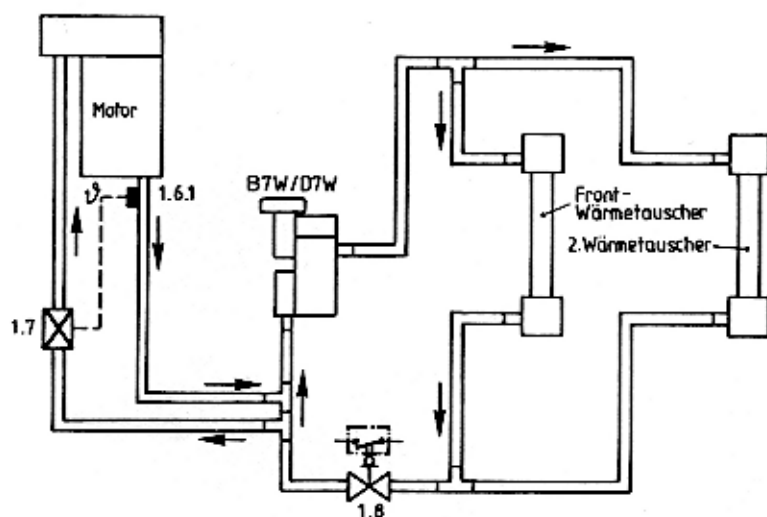 Motor
ϑ
1.6.1
B7W/D7W
Front-
Wärmetauscher
2.Wärmetauscher
1.7
1.8